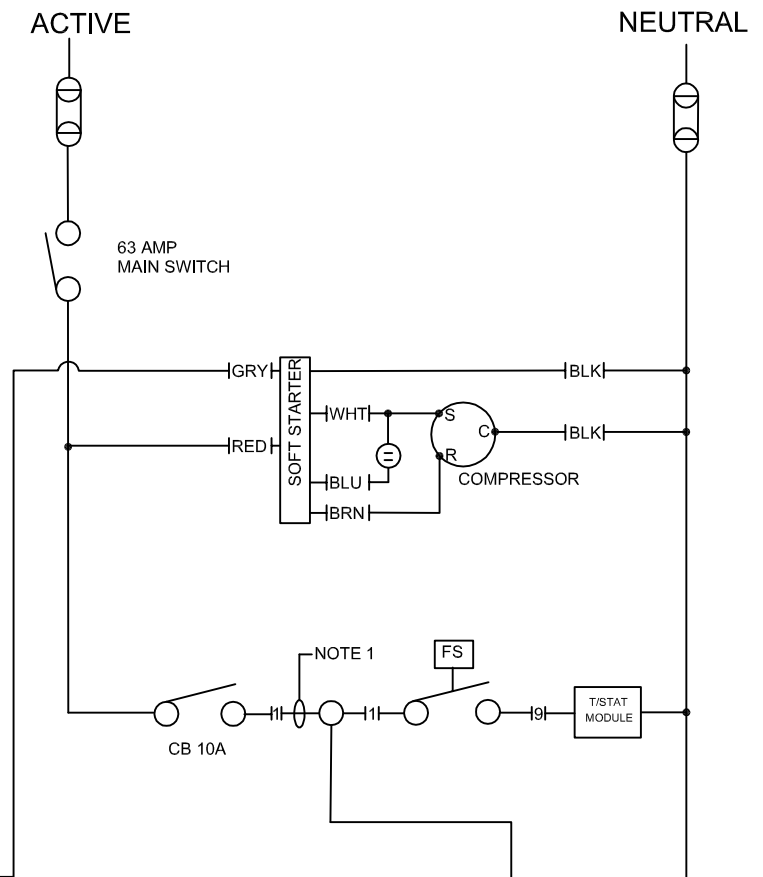 ACTIVE
NEUTRAL
63 AMP
MAIN SWITCH
GRY
BLK
SOFT STARTER
WHT
S
C
BLK
RED
R
BLU
COMPRESSOR
BRN
NOTE 1
FS
1
1
9
T/STAT
MODULE
CB 10A